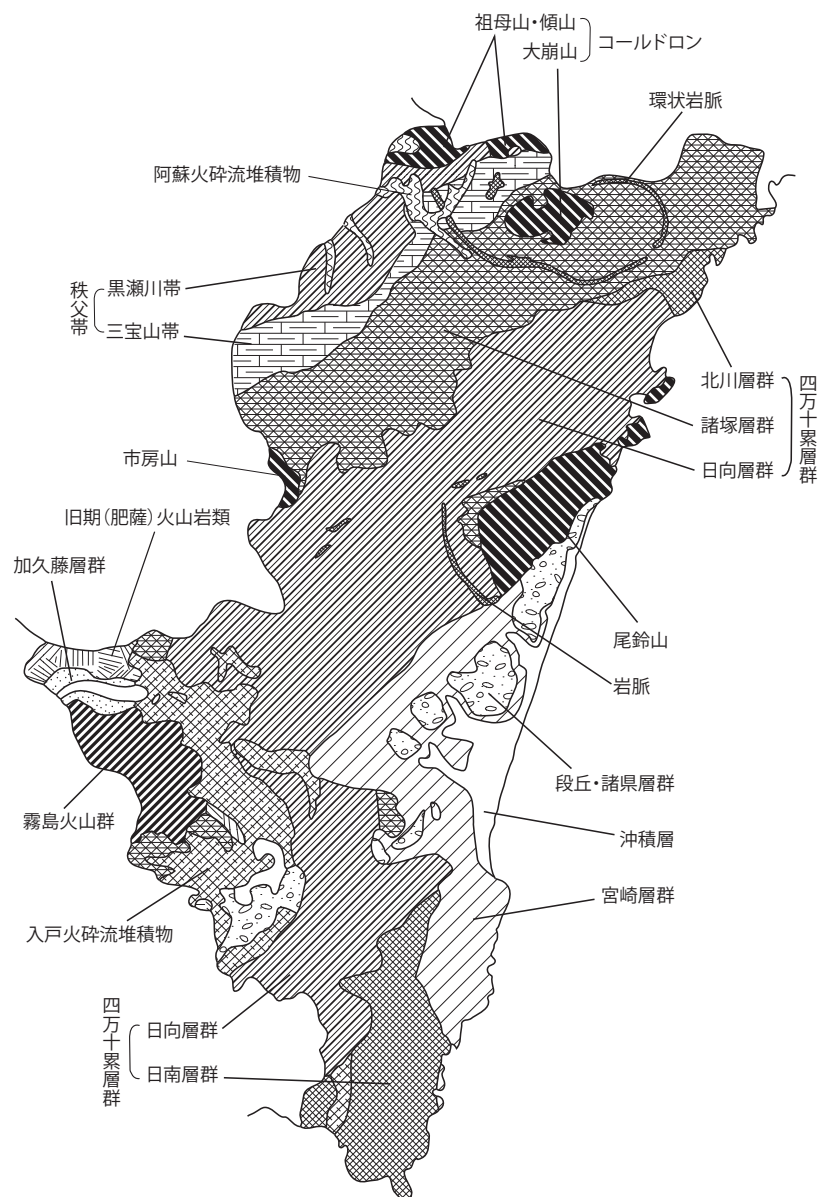 祖母山・傾山
大崩山
コールドロン
環状岩脈
阿蘇火砕流堆積物
秩父帯
黒瀬川帯
三宝山帯
北川層群
諸塚層群
日向層群
四万十累層群
市房山
旧期（肥薩）火山岩類
加久藤層群
尾鈴山
岩脈
段丘・諸県層群
霧島火山群
沖積層
宮崎層群
入戸火砕流堆積物
四万十累層群
日向層群
日南層群